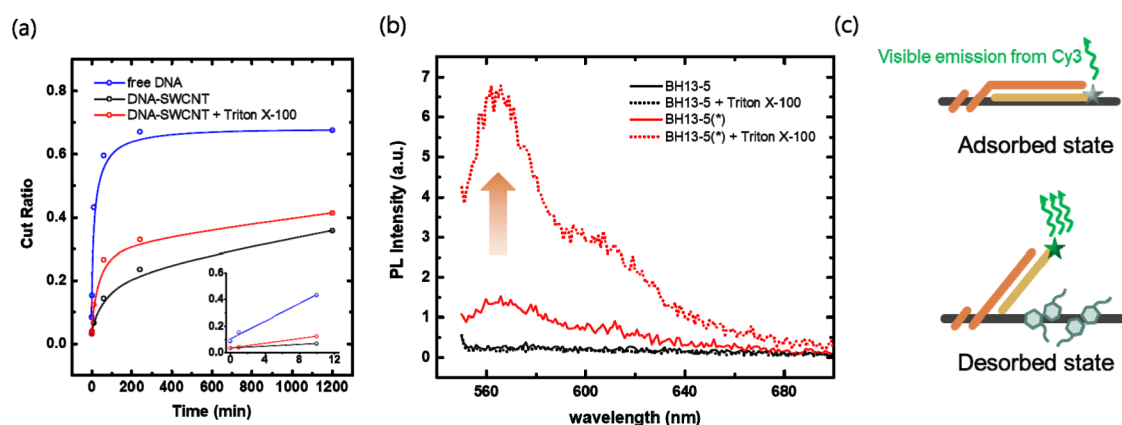 (a)
free DNA
DNA-SWCNT
DNA-SWCNT + Triton X-100
Cut Ratio
0.8
0.6
0.4
0.2
0.0
0.6
0.4
0.2
0.0
0 4 8 12
0 200 400 600 800 1000 1200
Time (min)
(b)
BH13-5
BH13-5 + Triton X-100
BH13-5(*)
BH13-5(*) + Triton X-100
PL Intensity (a.u.)
7
6
5
4
3
2
1
0
560 600 640 680
wavelength (nm)
(c)
Visible emission from Cy3
Adsorbed state
Desorbed state